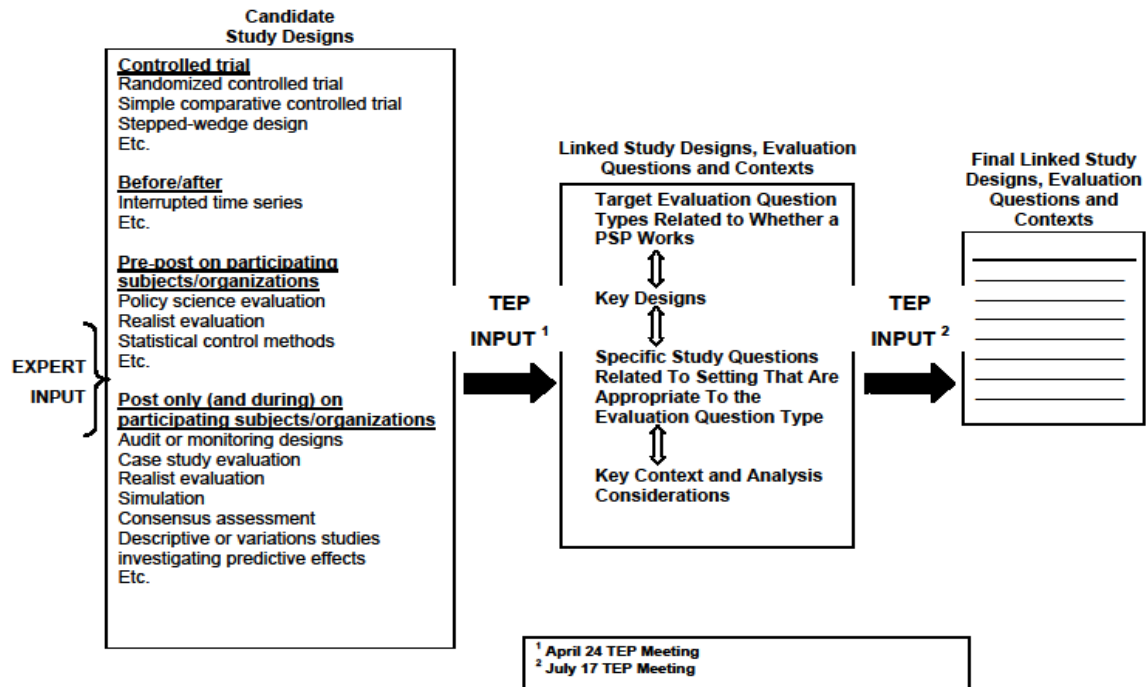 Candidate
Study Designs
Controlled trial
Randomized controlled trial
Simple comparative controlled trial
Stepped-wedge design
Etc.
Before/after
Interrupted time series
Etc.
Pre-post on participating
subjects/organizations
Policy science evaluation
Realist evaluation
Statistical control methods
Etc.
Post only (and during) on
participating subjects/organizations
Audit or monitoring designs
Case study evaluation
Realist evaluation
Simulation
Consensus assessment
Descriptive or variations studies
investigating predictive effects
Etc.
EXPERT
INPUT
TEP
INPUT 1
Linked Study Designs, Evaluation
Questions and Contexts
Target Evaluation Question
Types Related to Whether a
PSP Works
Key Designs
Specific Study Questions
Related To Setting That Are
Appropriate To the
Evaluation Question Type
Key Context and Analysis
Considerations
TEP
INPUT 2
Final Linked Study
Designs, Evaluation
Questions and
Contexts
1 April 24 TEP Meeting
2 July 17 TEP Meeting